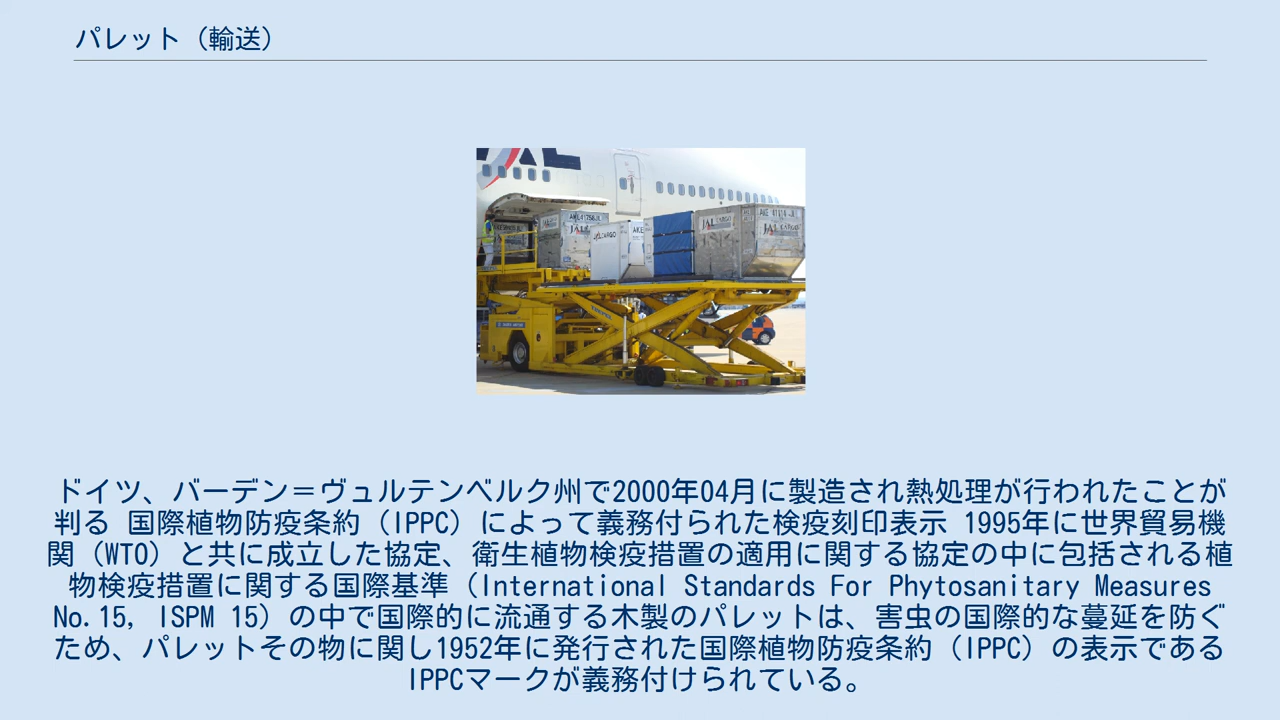 パレット（輸送）
AKE41758JL
JAL CARGO
JAL CARGO
AKE
JAL CARGO
JAL CARGO
ドイツ、バーデン＝ヴュルテンベルク州で2000年04月に製造され熱処理が行われたことが
判る 国際植物防疫条約（IPPC）によって義務付られた検疫刻印表示 1995年に世界貿易機
関（WTO）と共に成立した協定、衛生植物検疫措置の適用に関する協定の中に包括される植
物検疫措置に関する国際基準（International Standards For Phytosanitary Measures
No.15, ISPM 15）の中で国際的に流通する木製のパレットは、害虫の国際的な蔓延を防ぐ
ため、パレットその物に関し1952年に発行された国際植物防疫条約（IPPC）の表示である
IPPCマークが義務付けられている。